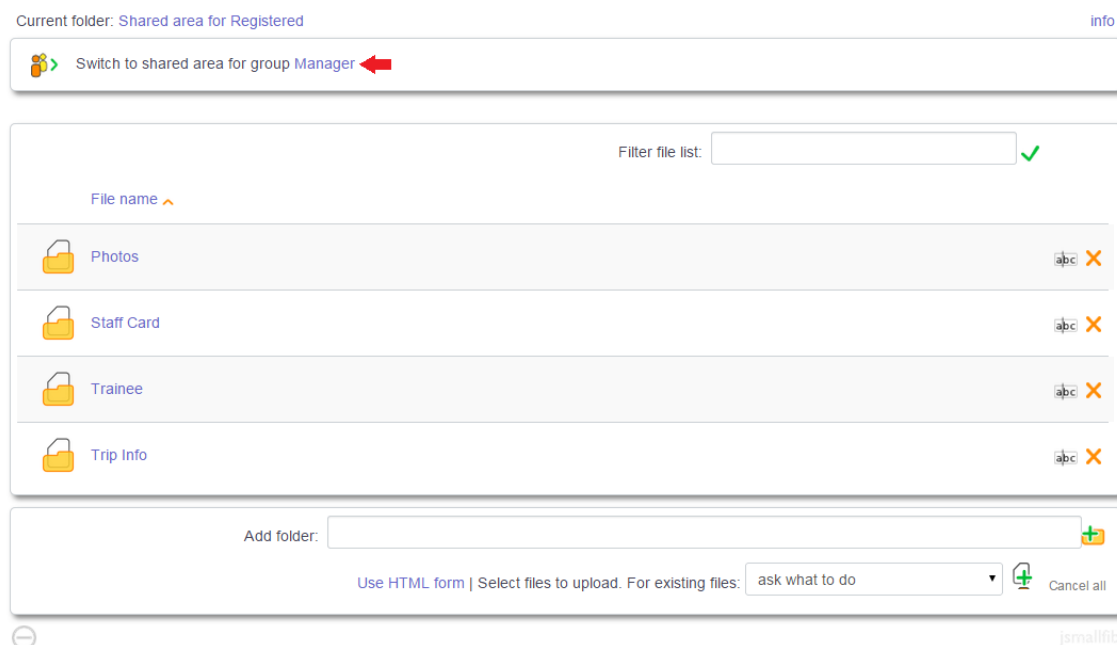 Current folder: Shared area for Registered info
Switch to shared area for group Manager
Filter file list:
File name
Photos abc
Staff Card abc
Trainee abc
Trip Info abc
Add folder:
Use HTML form | Select files to upload. For existing files: ask what to do Cancel all
jsmallfib